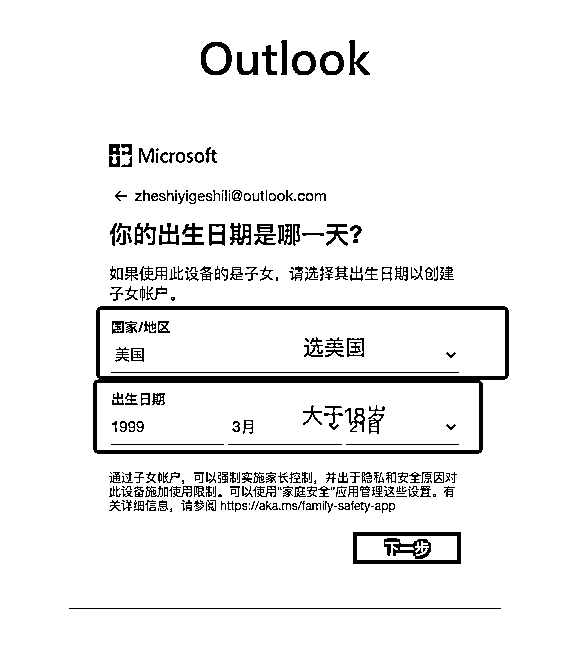 Outlook
Microsoft
← zheshiyigeshili@outlook.com
你的出生日期是哪一天?
如果使用此设备的是子女，请选择其出生日期以创建
子女帐户。
国家/地区
美国 选美国
出生日期
1999 3月 大于18岁 21日
通过子女帐户，可以强制实施家长控制，并出于隐私和安全原因对
此设备施加使用限制。可以使用"家庭安全"应用管理这些设置。有
关详细信息，请参阅 https://aka.ms/family-safety-app
下一步